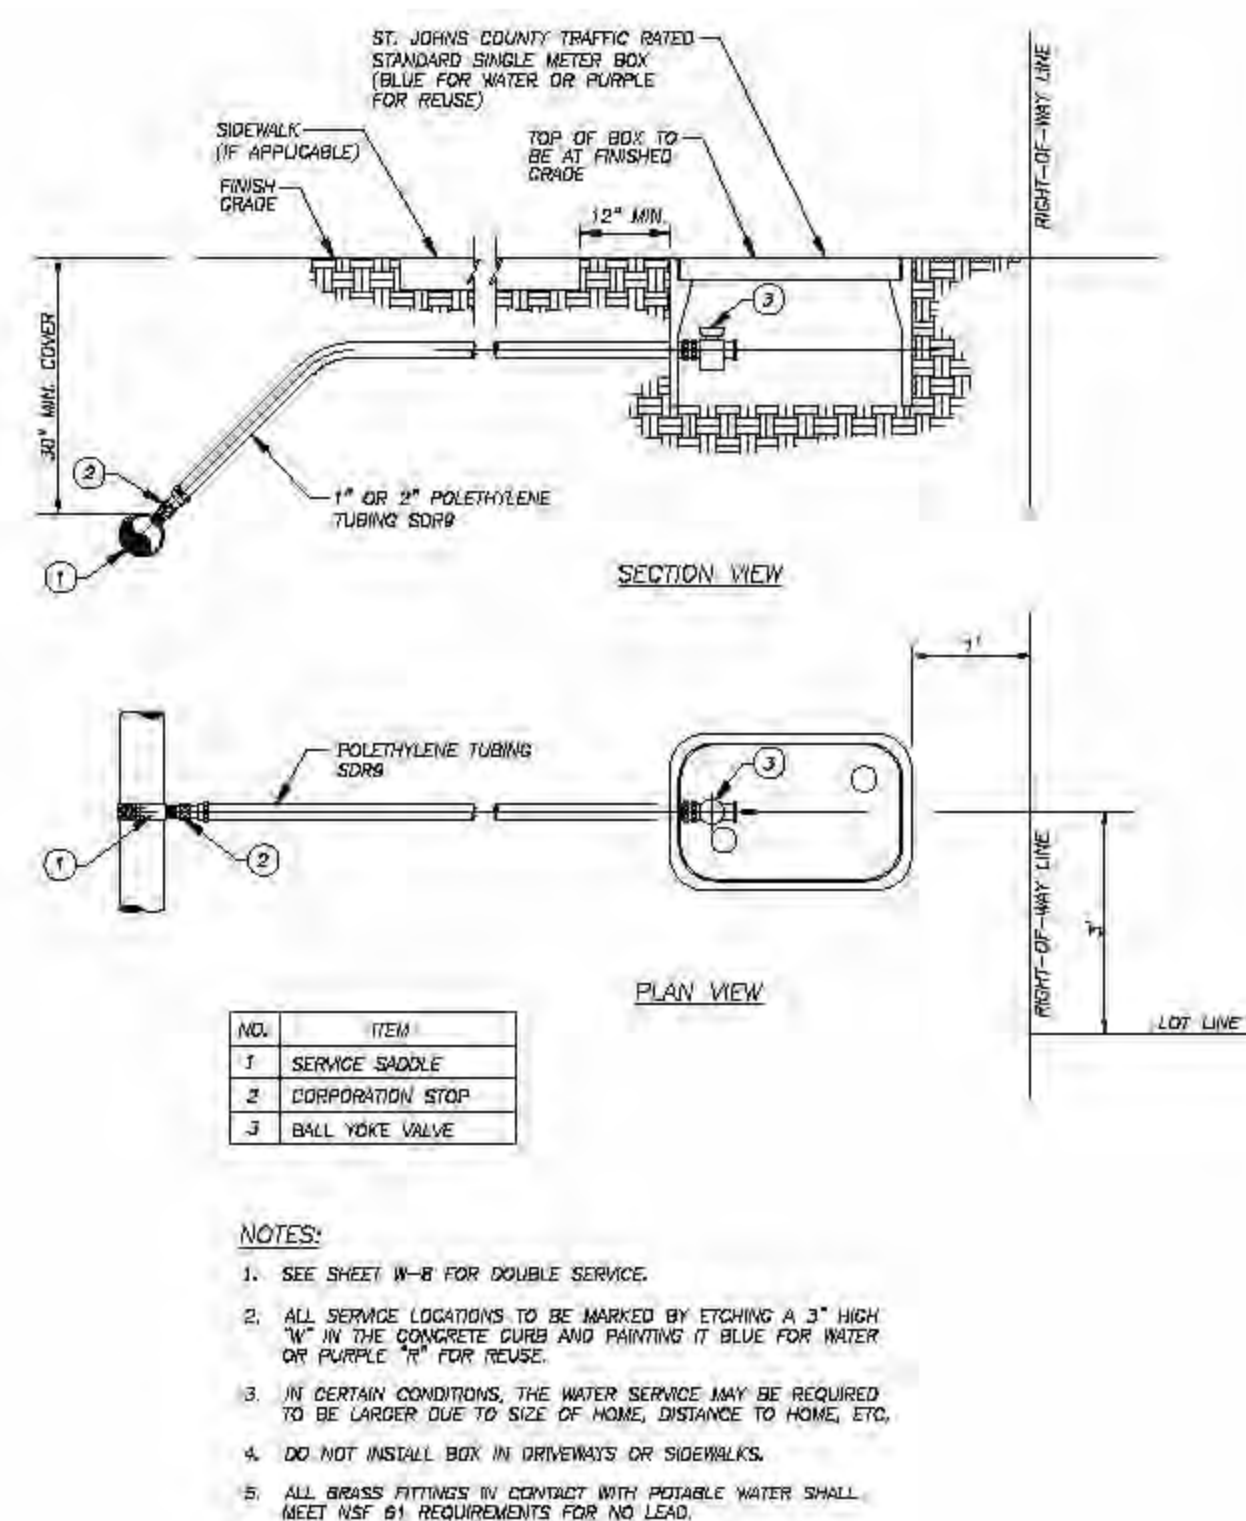 ST. JOHNS COUNTY TRAFFIC RATED
STANDARD SINGLE METER BOX
(BLUE FOR WATER OR PURPLE
FOR REUSE)
RIGHT-OF-WAY LINE
SIDEWALK
(IF APPLICABLE)
TOP OF BOX TO
BE AT FINISHED
GRADE
FINISH
GRADE
12" MIN.
3
30" MIN. COVER
2
1" OR 2" POLETHYLENE
TUBING SDR9
1
SECTION VIEW
1'
POLETHYLENE TUBING
SDR9
3
1
2
RIGHT-OF-WAY LINE
PLAN VIEW
LOT LINE
NO. ITEM
1 SERVICE SADDLE
2 CORPORATION STOP
3 BALL YOKE VALVE
NOTES:
1. SEE SHEET W-8 FOR DOUBLE SERVICE.
2. ALL SERVICE LOCATIONS TO BE MARKED BY ETCHING A 3" HIGH
"W" IN THE CONCRETE CURB AND PAINTING IT BLUE FOR WATER
OR PURPLE "R" FOR REUSE.
3. IN CERTAIN CONDITIONS, THE WATER SERVICE MAY BE REQUIRED
TO BE LARGER DUE TO SIZE OF HOME, DISTANCE TO HOME, ETC.
4. DO NOT INSTALL BOX IN DRIVEWAYS OR SIDEWALKS.
5. ALL BRASS FITTINGS IN CONTACT WITH POTABLE WATER SHALL
MEET NSF 61 REQUIREMENTS FOR NO LEAD.